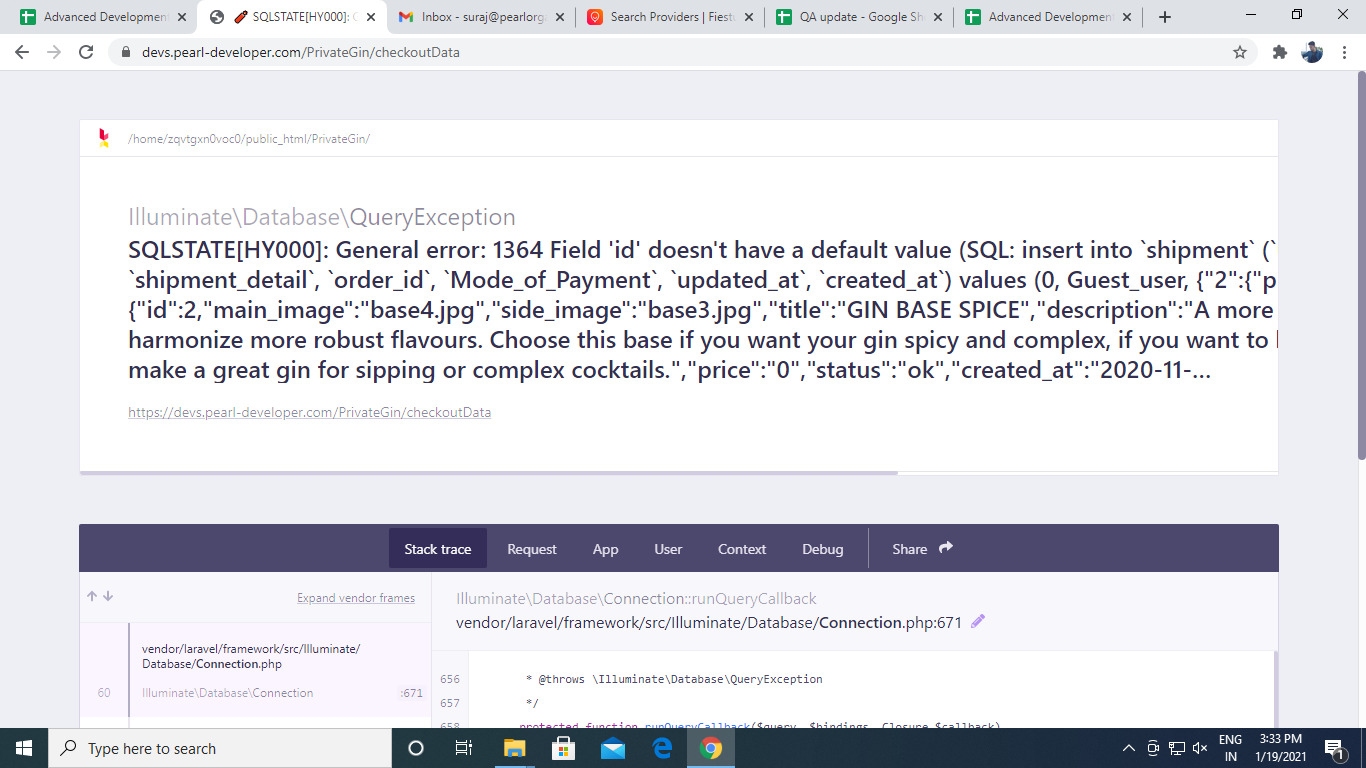 Advanced Development
SQLSTATE[HY000]: G
Inbox - suraj@pearlorg
Search Providers | Fiestv
QA update - Google Sh
Advanced Development
devs.pearl-developer.com/PrivateGin/checkoutData
/home/zqvtgxn0voc0/public_html/PrivateGin/
Illuminate\Database\QueryException
SQLSTATE[HY000]: General error: 1364 Field 'id' doesn't have a default value (SQL: insert into `shipment` (`
`shipment_detail`, `order_id`, `Mode_of_Payment`, `updated_at`, `created_at`) values (0, Guest_user, {"2":{"p
{"id":2,"main_image":"base4.jpg","side_image":"base3.jpg","title":"GIN BASE SPICE","description":"A more
harmonize more robust flavours. Choose this base if you want your gin spicy and complex, if you want to
make a great gin for sipping or complex cocktails.","price":"0","status":"ok","created_at":"2020-11-...
https://devs.pearl-developer.com/PrivateGin/checkoutData
Stack trace
Request
App
User
Context
Debug
Share
Expand vendor frames
vendor/laravel/framework/src/Illuminate/
Database/Connection.php
60
Illuminate\Database\Connection
:671
Illuminate\Database\Connection::runQueryCallback
vendor/laravel/framework/src/Illuminate/Database/Connection.php:671
656 * @throws \Illuminate\Database\QueryException
657 */
658 protected function runQueryCallback($query, $bindings, Closure $callback)
Type here to search
ENG
IN
3:33 PM
1/19/2021
1